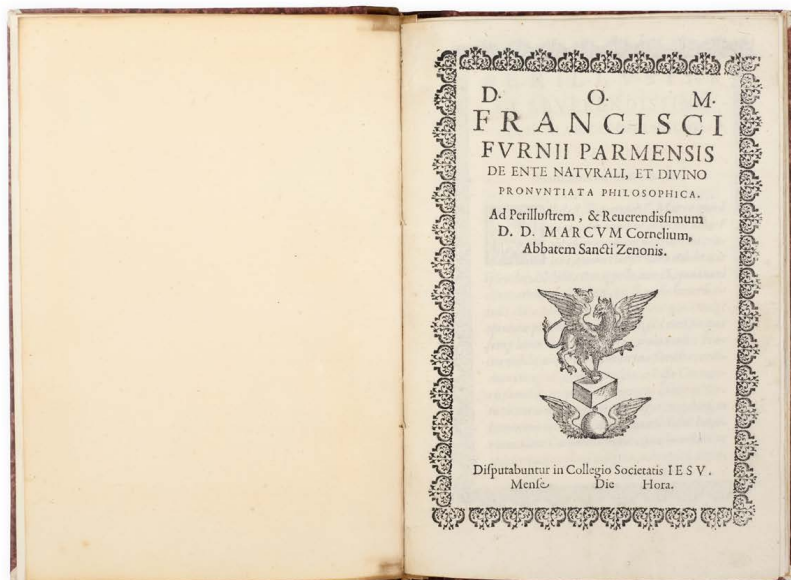 D. O. M.
FRANCISCI
FVRNII PARMENSIS
DE ENTE NATVRALI, ET DIVINO
PRONVNTIATA PHILOSOPHICA.
Ad Perilluſtrem, & Reuerendiſſimum
D. D. MARCVM Cornelium,
Abbatem Sancti Zenonis.
Diſputabuntur in Collegio Societatis IESV.
Menſe Die Hora.